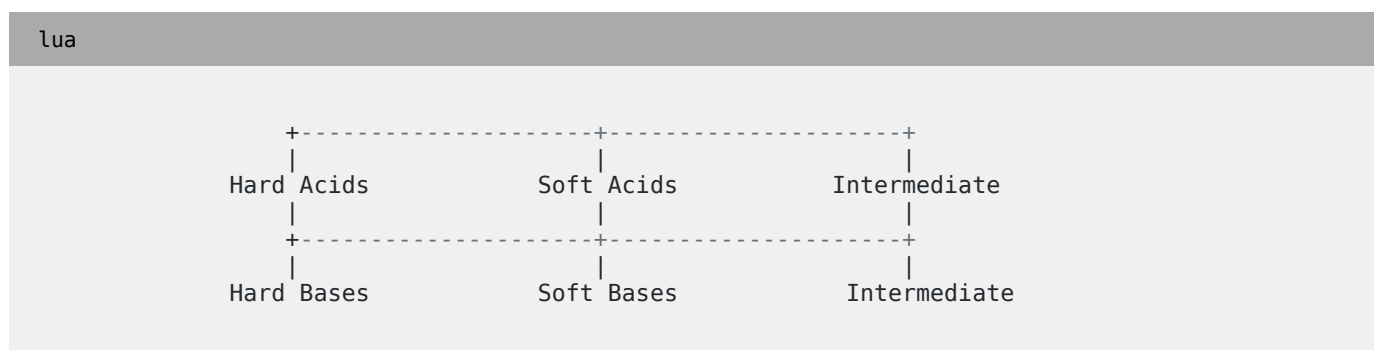 lua
+---------------------+---------------------+
| | |
Hard Acids Soft Acids Intermediate
| | |
+---------------------+---------------------+
| | |
Hard Bases Soft Bases Intermediate